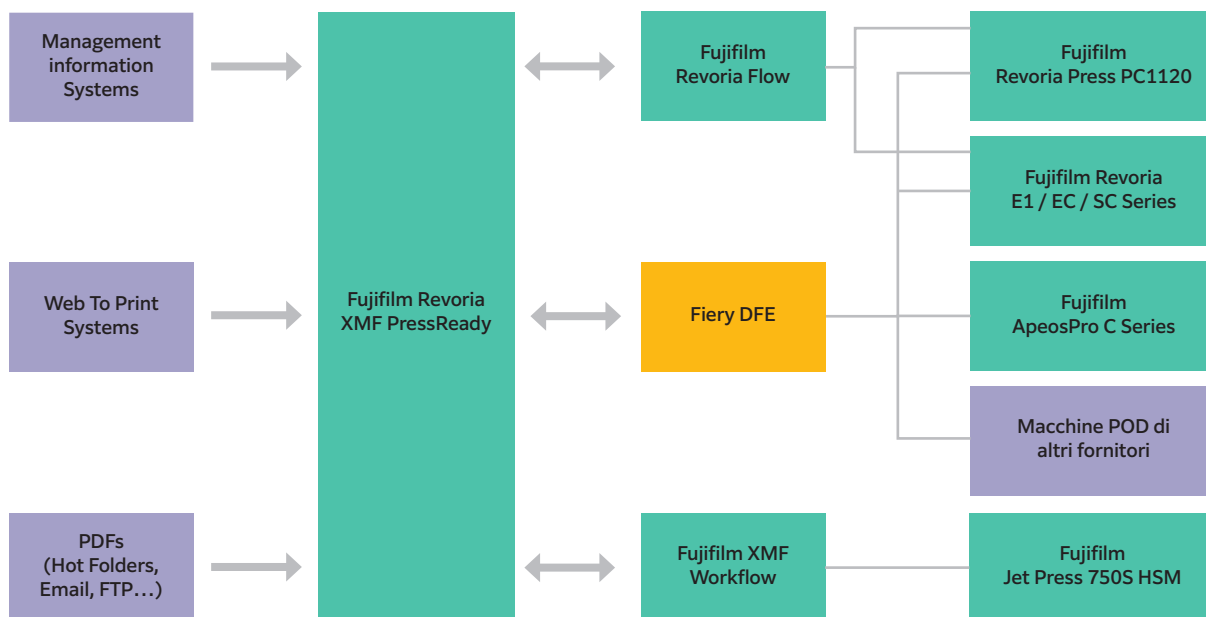 Management
information
Systems
Fujifilm
Revoria Flow
Fujifilm
Revoria Press PC1120
Fujifilm Revoria
E1 / EC / SC Series
Web To Print
Systems
Fujifilm Revoria
XMF PressReady
Fiery DFE
Fujifilm
ApeosPro C Series
Macchine POD di
altri fornitori
PDFs
(Hot Folders,
Email, FTP…)
Fujifilm XMF
Workflow
Fujifilm
Jet Press 750S HSM